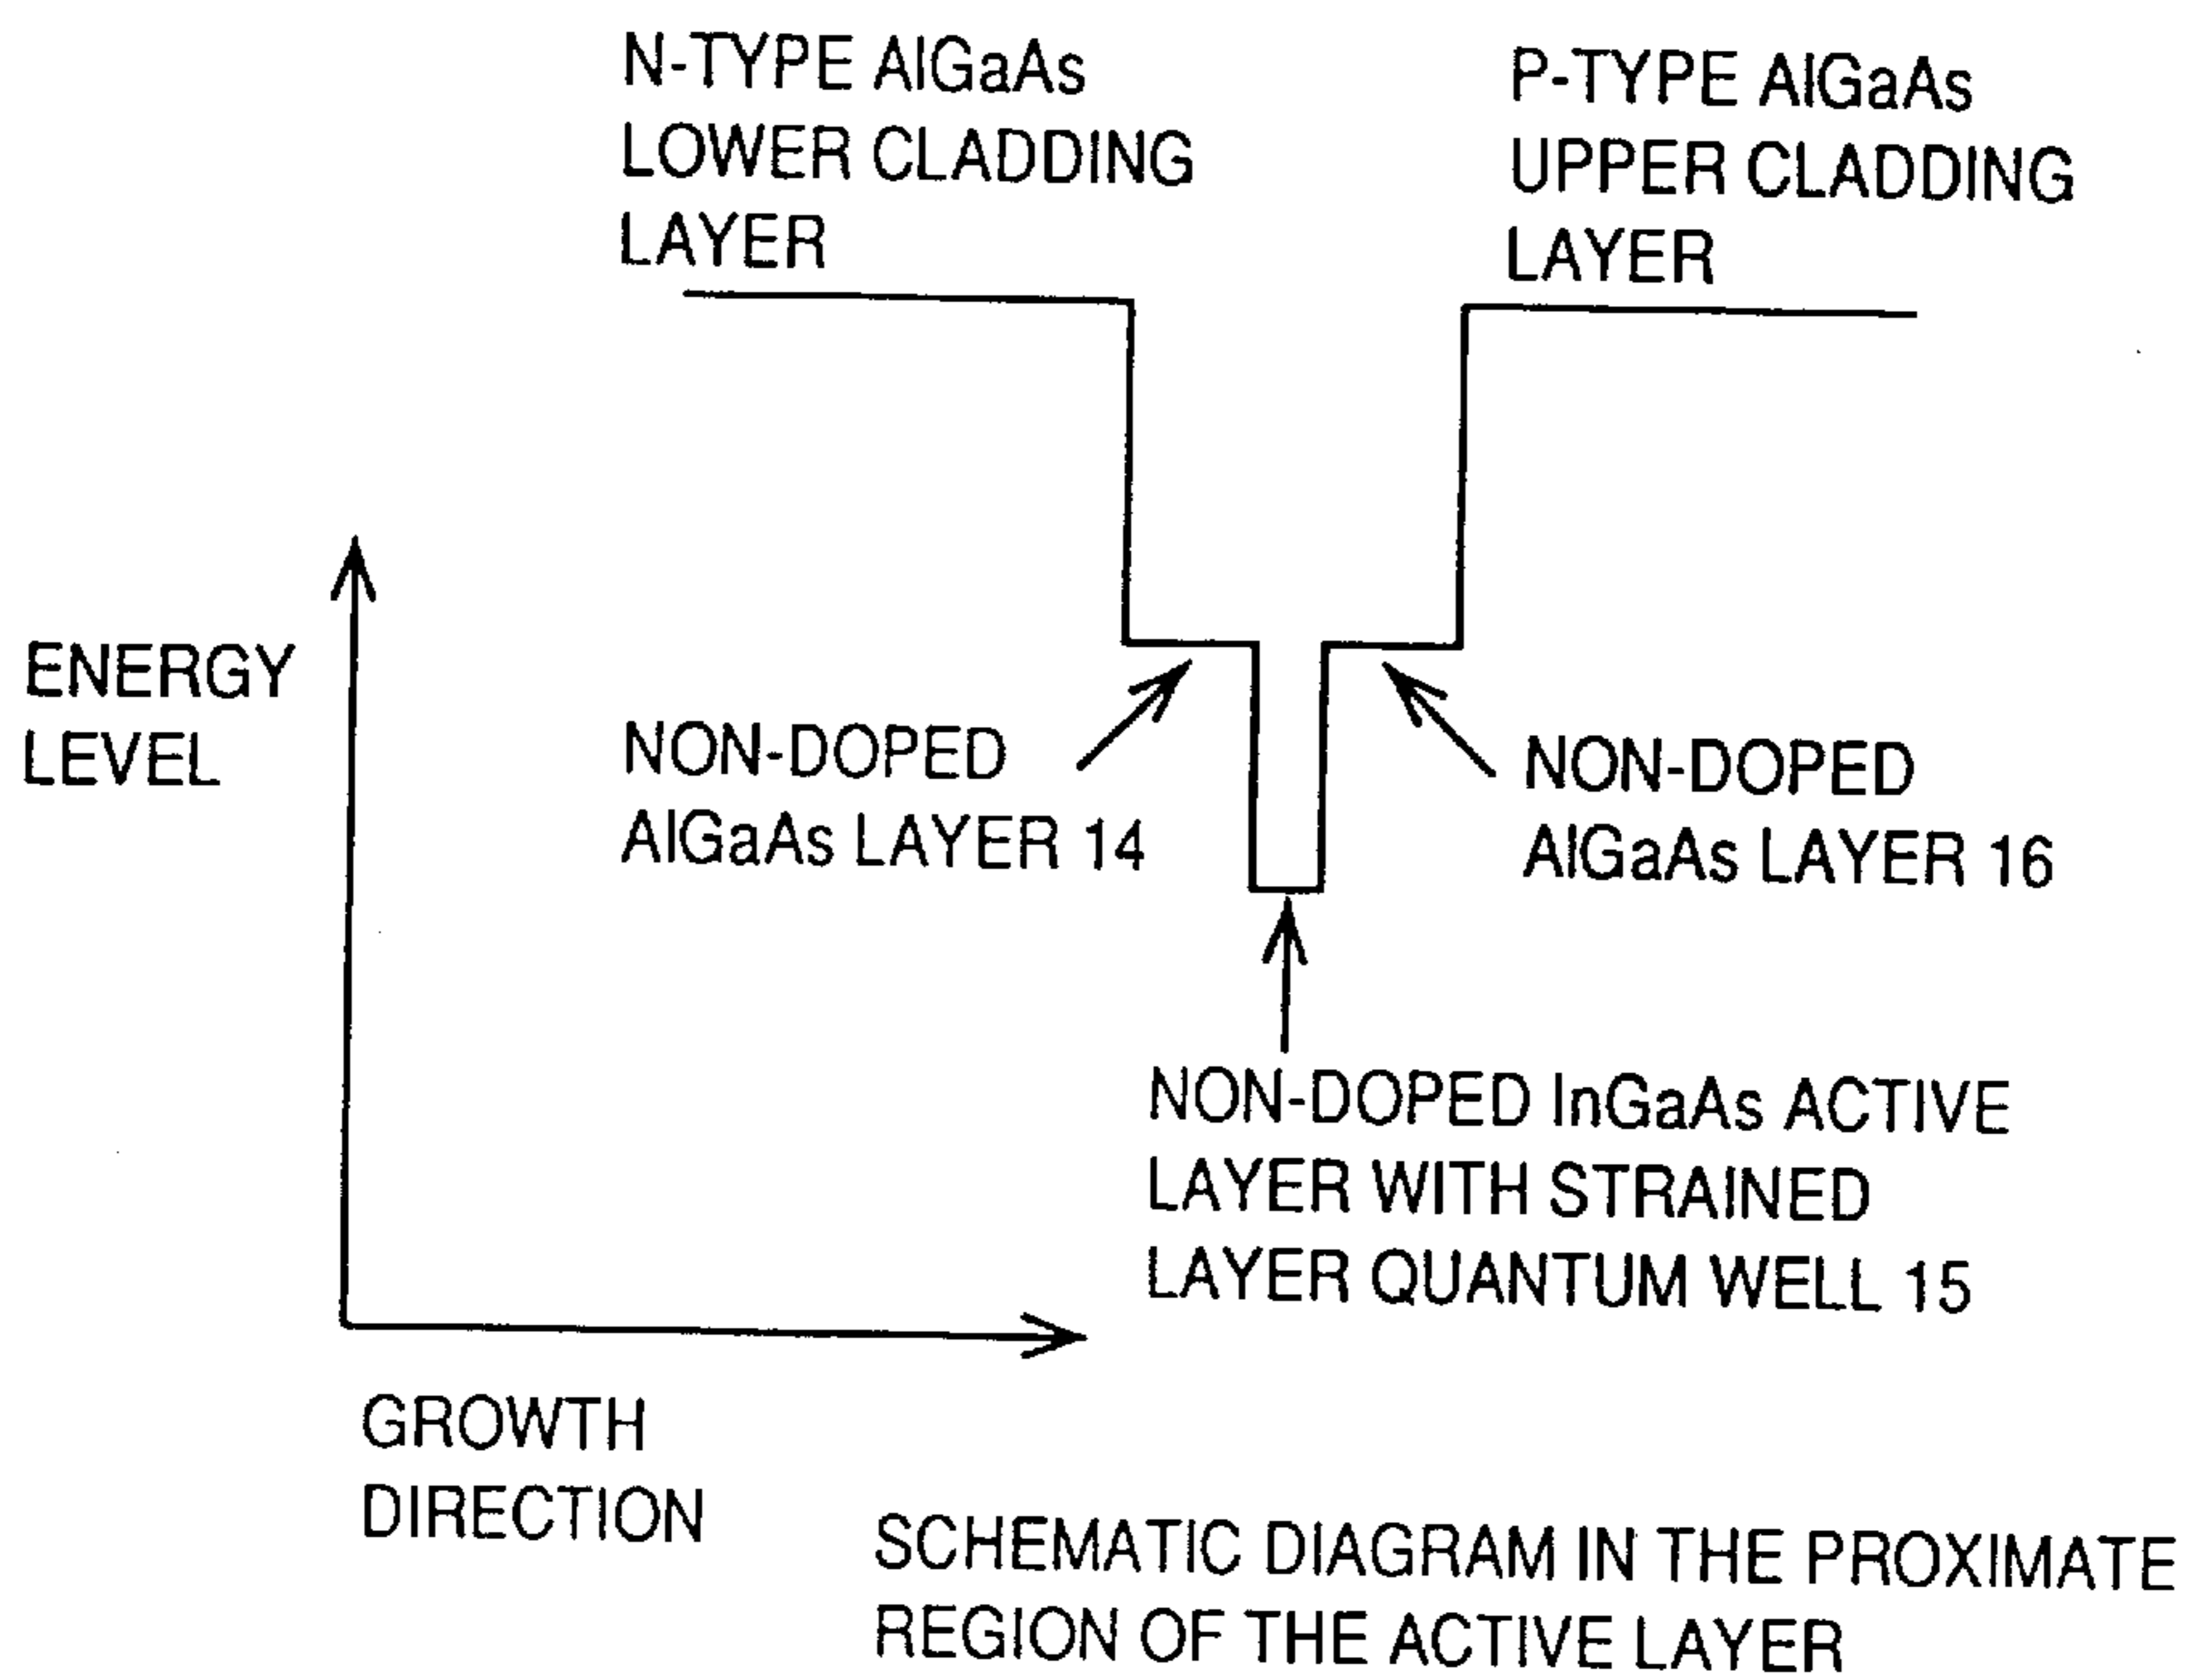 N-TYPE AlGaAs
LOWER CLADDING
LAYER
P-TYPE AlGaAs
UPPER CLADDING
LAYER
ENERGY
LEVEL
NON-DOPED
AlGaAs LAYER 14
NON-DOPED
AlGaAs LAYER 16
NON-DOPED InGaAs ACTIVE
LAYER WITH STRAINED
LAYER QUANTUM WELL 15
GROWTH
DIRECTION
SCHEMATIC DIAGRAM IN THE PROXIMATE
REGION OF THE ACTIVE LAYER